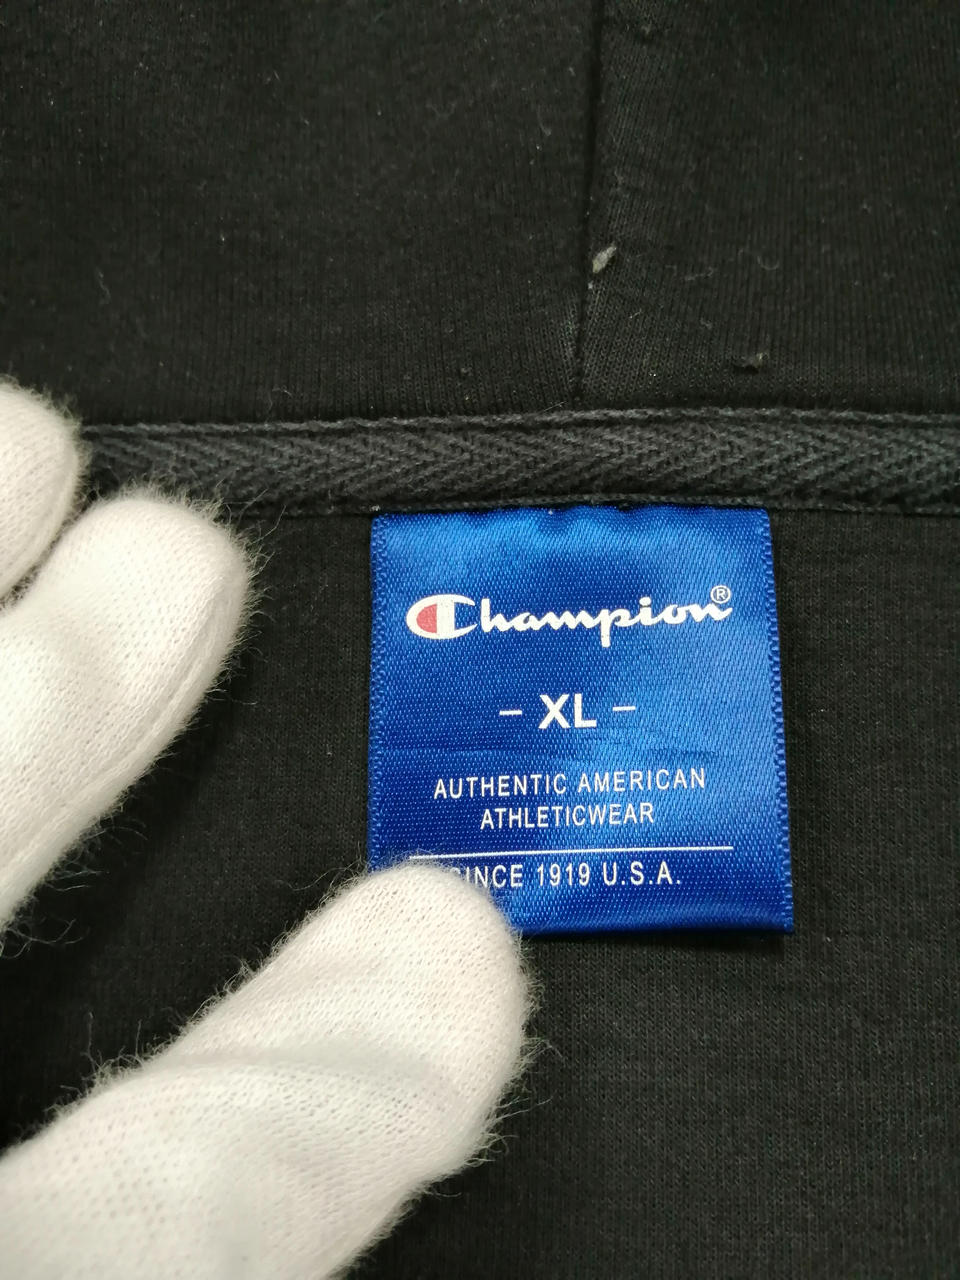 Champion®
- XL -
AUTHENTIC AMERICAN
ATHLETICWEAR
SINCE 1919 U.S.A.